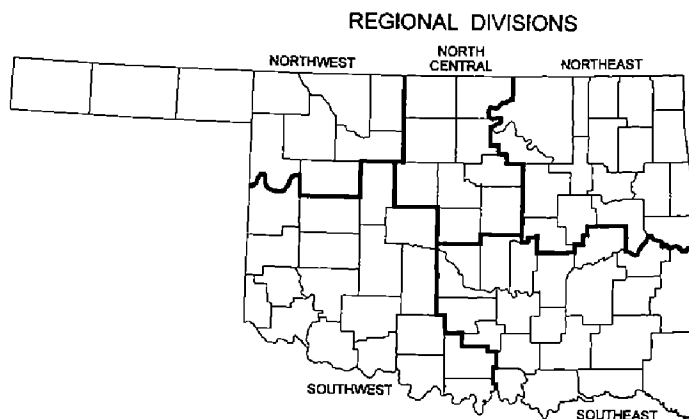 REGIONAL DIVISIONS
NORTHWEST
NORTH
CENTRAL
NORTHEAST
SOUTHWEST
SOUTHEAST